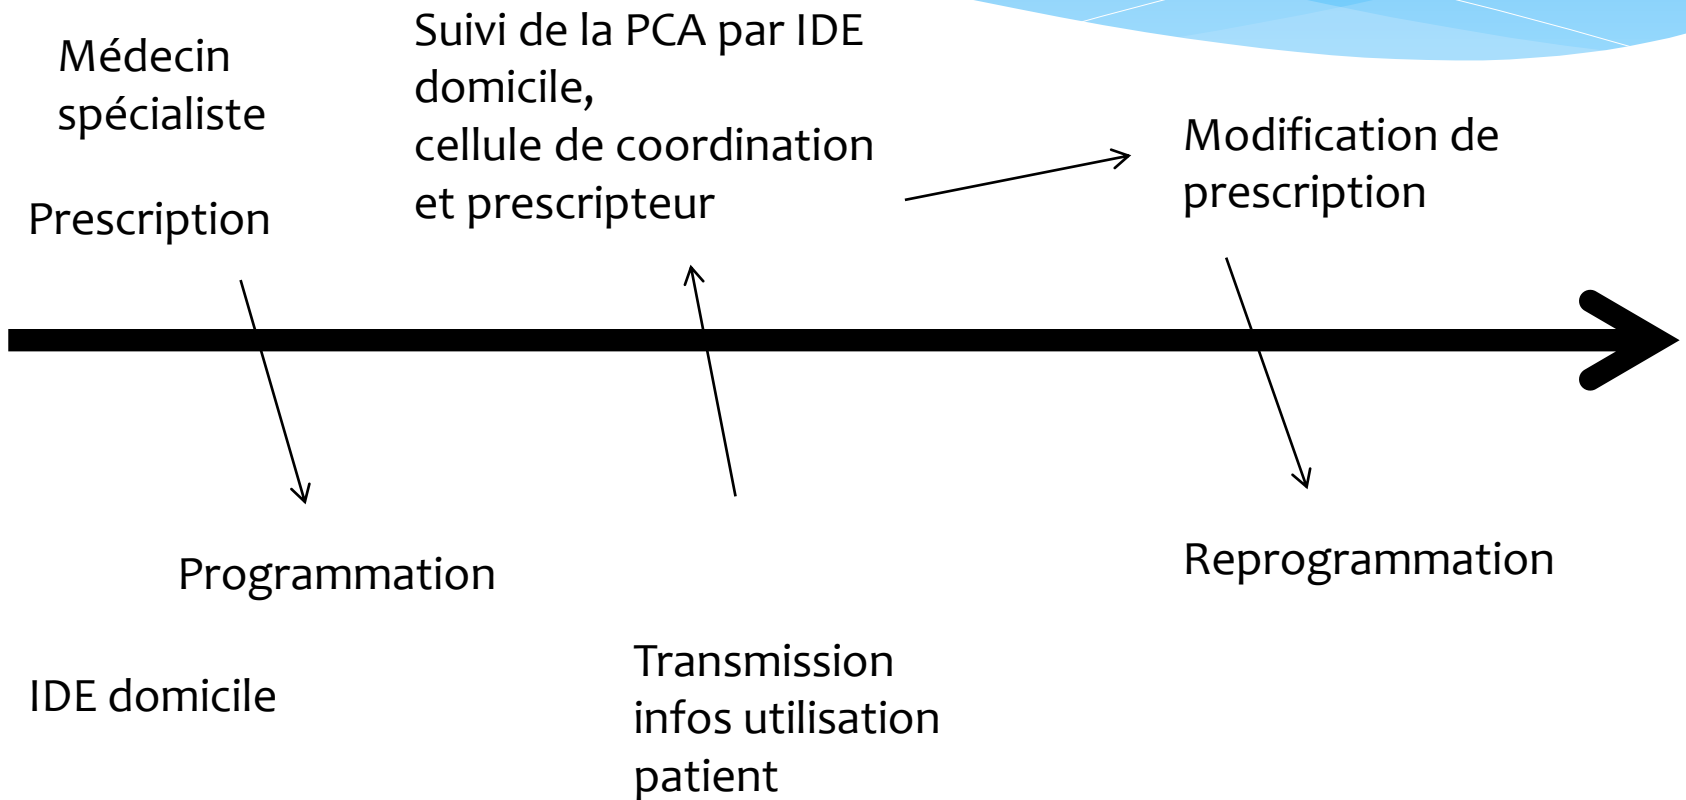 Médecin
spécialiste
Prescription
Suivi de la PCA par IDE
domicile,
cellule de coordination
et prescripteur
Modification de
prescription
Programmation
IDE domicile
Transmission
infos utilisation
patient
Reprogrammation